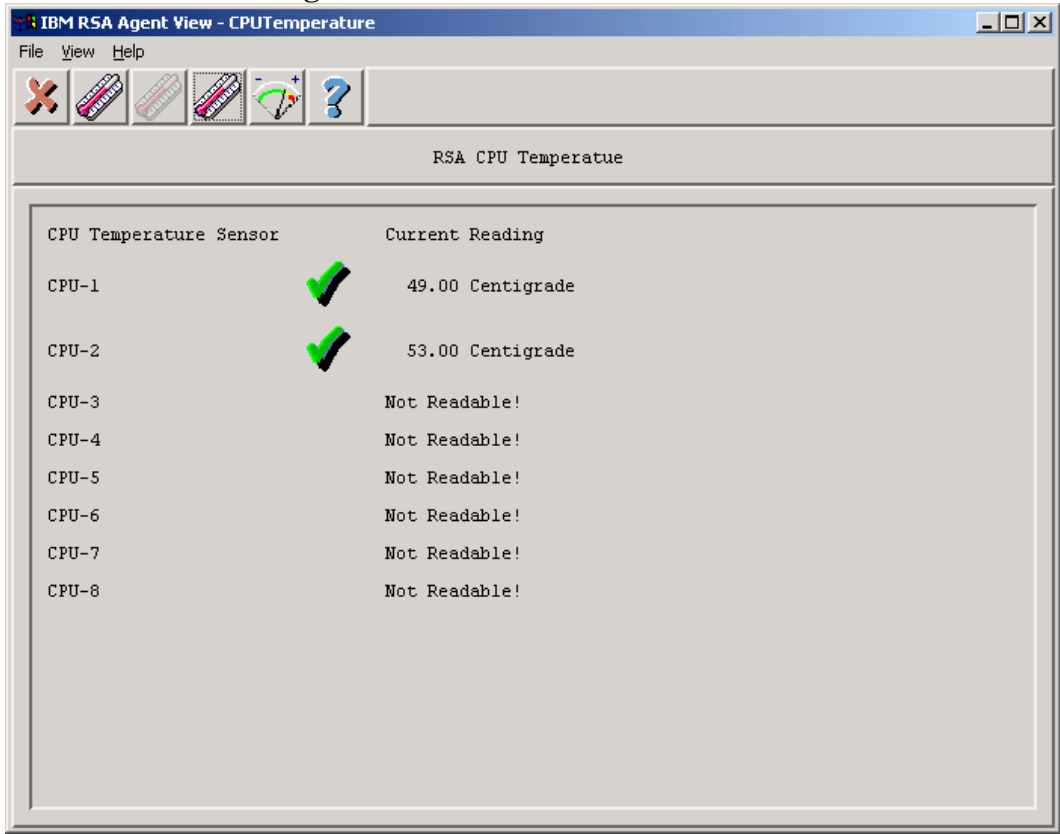 IBM RSA Agent View - CPUTemperature
File View Help
- +
?
RSA CPU Temperatue
CPU Temperature Sensor Current Reading
CPU-1 49.00 Centigrade
CPU-2 53.00 Centigrade
CPU-3 Not Readable!
CPU-4 Not Readable!
CPU-5 Not Readable!
CPU-6 Not Readable!
CPU-7 Not Readable!
CPU-8 Not Readable!